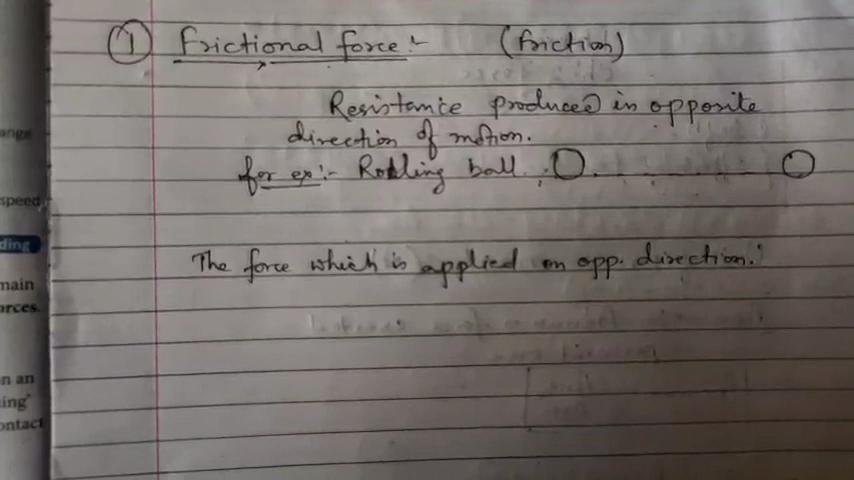 ange
speed
ding
main
orces.
n an
ing'
ontact
① Frictional force :- (friction)
Resistance produced in opposite
direction of motion.
for ex :- Rolling ball.
The force which is applied on opp. direction.